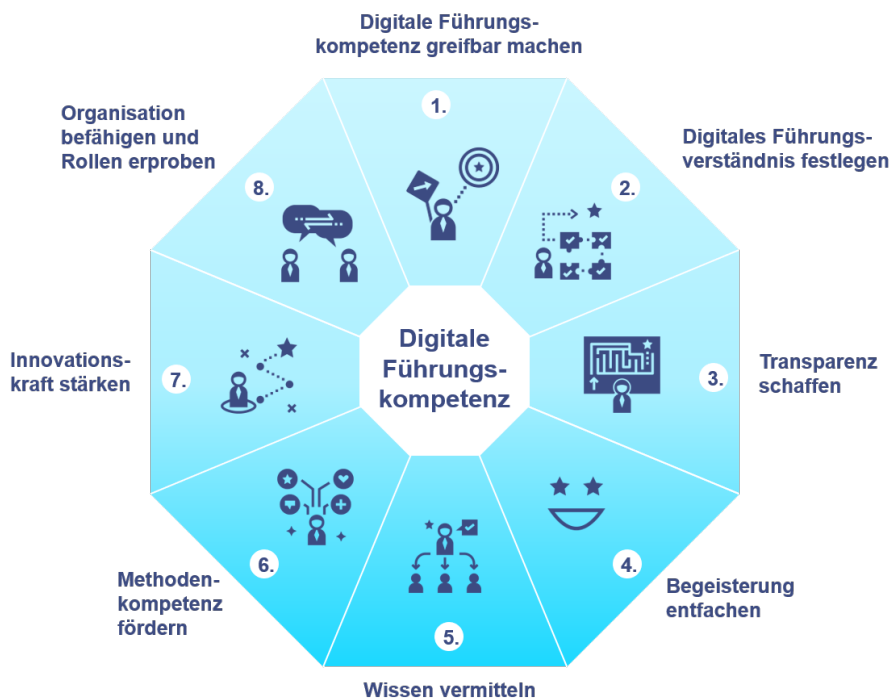 Digitale Führungs-
kompetenz greifbar machen
1.
Digitales Führungs-
verständnis festlegen
2.
Transparenz
schaffen
3.
Begeisterung
entfachen
4.
Wissen vermitteln
5.
Methoden-
kompetenz
fördern
6.
Innovations-
kraft stärken
7.
Organisation
befähigen und
Rollen erproben
8.
Digitale
Führungs-
kompetenz